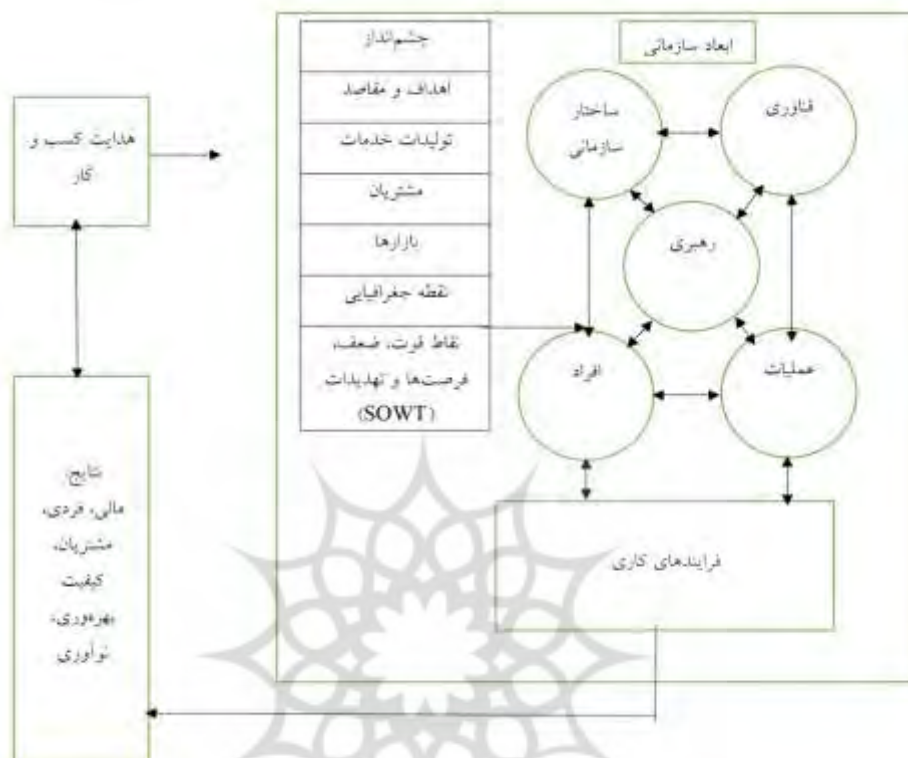 چشم‌انداز
اهداف و مقاصد
تولیدات خدمات
مشتریان
بازارها
نقطه جغرافیایی
نقاط قوت، ضعف،
فرصت‌ها و تهدیدات
(SOWT)
ابعاد سازمانی
فناوری
ساختار
سازمانی
رهبری
عملیات
افراد
فرایندهای کاری
هدایت کسب و
کار
نتایج،
مالی، فردی،
مشتریان،
کیفیت
بهره‌وری،
نوآوری